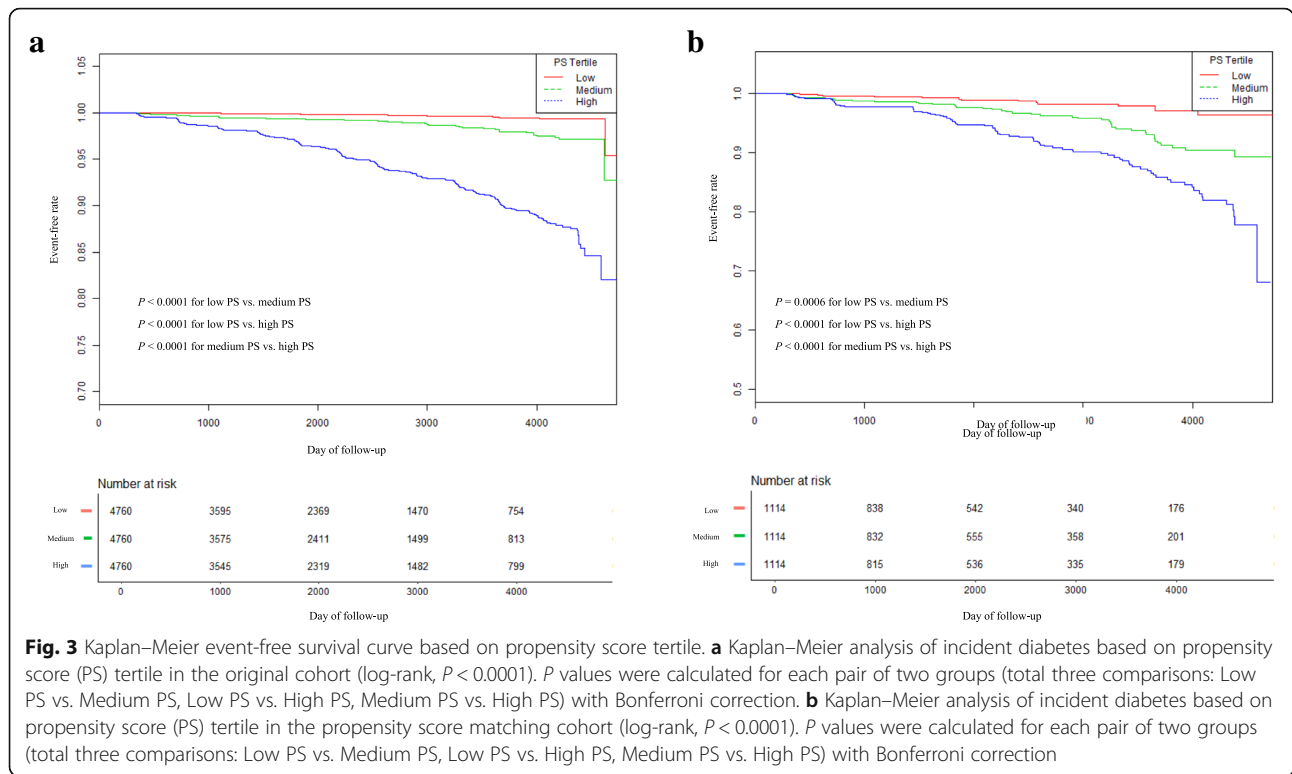 a
PS Tertile
Low
Medium
High
1.05
1.00
0.95
0.90
0.85
0.80
0.75
0.70
Event-free rate
P < 0.0001 for low PS vs. medium PS
P < 0.0001 for low PS vs. high PS
P < 0.0001 for medium PS vs. high PS
0 1000 2000 3000 4000
Day of follow-up
Number at risk
Low 4760 3595 2369 1470 754
Medium 4760 3575 2411 1499 813
High 4760 3545 2319 1482 799
0 1000 2000 3000 4000
Day of follow-up
b
PS Tertile
Low
Medium
High
1.0
0.9
0.8
0.7
0.6
0.5
Event-free rate
P = 0.0006 for low PS vs. medium PS
P < 0.0001 for low PS vs. high PS
P < 0.0001 for medium PS vs. high PS
0 1000 4000
Day of follow-up
Day of follow-up
Number at risk
Low 1114 838 542 340 176
Medium 1114 832 555 358 201
High 1114 815 536 335 179
0 1000 2000 3000 4000
Day of follow-up
Fig. 3 Kaplan–Meier event-free survival curve based on propensity score tertile. a Kaplan–Meier analysis of incident diabetes based on propensity
score (PS) tertile in the original cohort (log-rank, P < 0.0001). P values were calculated for each pair of two groups (total three comparisons: Low
PS vs. Medium PS, Low PS vs. High PS, Medium PS vs. High PS) with Bonferroni correction. b Kaplan–Meier analysis of incident diabetes based on
propensity score (PS) tertile in the propensity score matching cohort (log-rank, P < 0.0001). P values were calculated for each pair of two groups
(total three comparisons: Low PS vs. Medium PS, Low PS vs. High PS, Medium PS vs. High PS) with Bonferroni correction